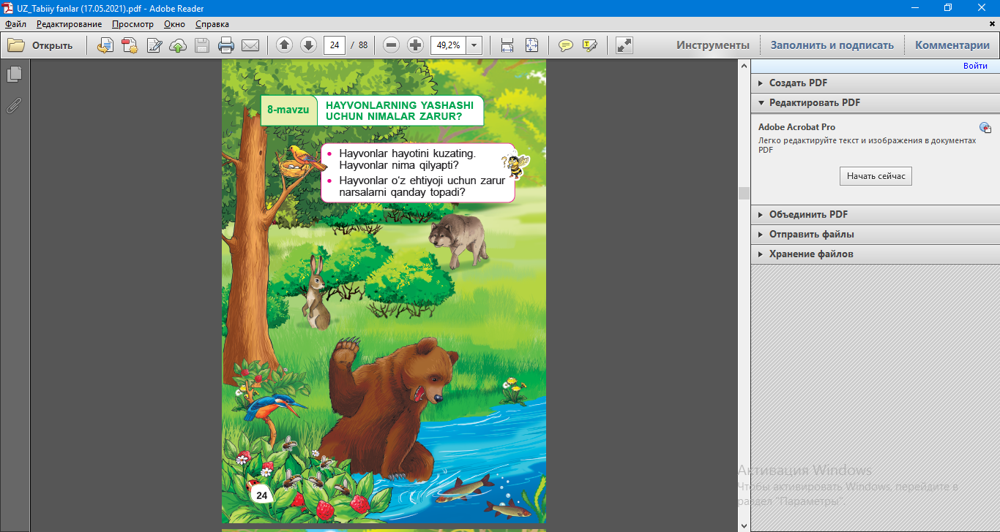 UZ_Tabiiy fanlar (17.05.2021).pdf - Adobe Reader
Файл Редактирование Просмотр Окно Справка
Открыть 24 / 88 49,2% Инструменты Заполнить и подписать Комментарии
Войти
Создать PDF
Редактировать PDF
Adobe Acrobat Pro
Легко редактируйте текст и изображения в документах
PDF
Начать сейчас
Объединить PDF
Отправить файлы
Хранение файлов
8-mavzu
HAYVONLARNING YASHASHI
UCHUN NIMALAR ZARUR?
• Hayvonlar hayotini kuzating.
Hayvonlar nima qilyapti?
• Hayvonlar o‘z ehtiyoji uchun zarur
narsalarni qanday topadi?
24
Активация Windows
Чтобы активировать Windows, перейдите в
раздел "Параметры".